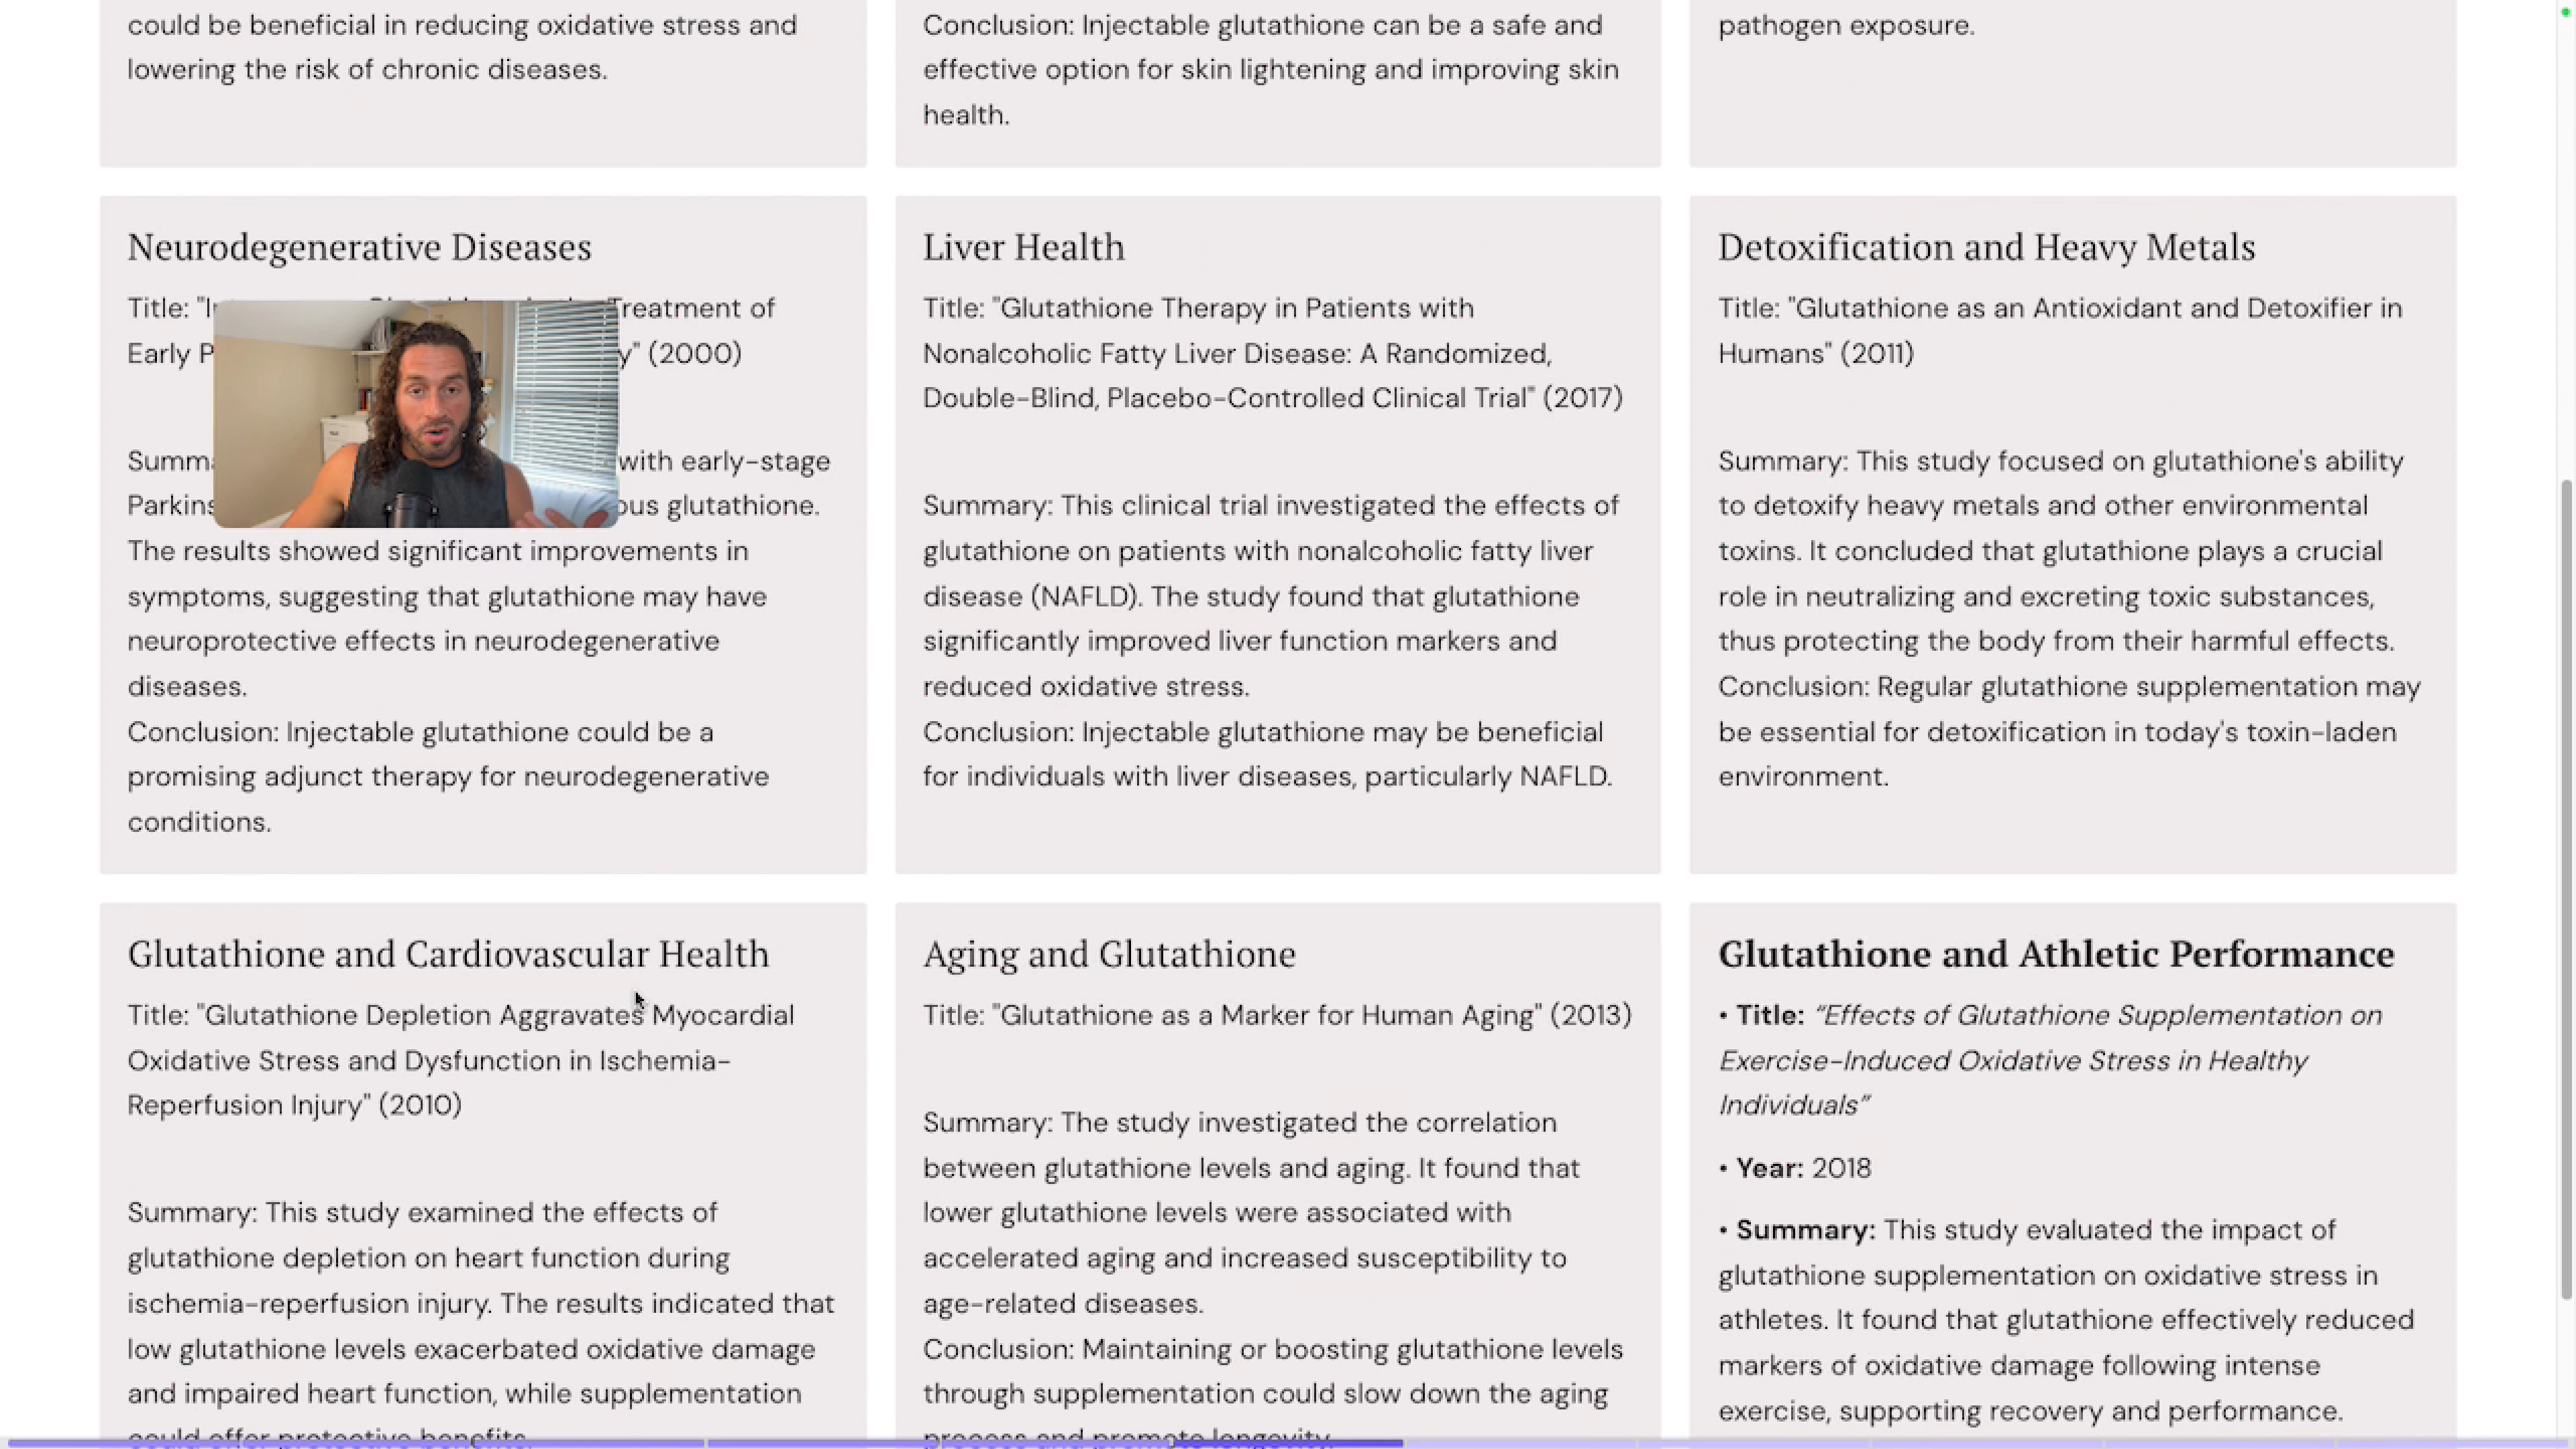 could be beneficial in reducing oxidative stress and
lowering the risk of chronic diseases.
Conclusion: Injectable glutathione can be a safe and
effective option for skin lightening and improving skin
health.
pathogen exposure.
Neurodegenerative Diseases
Title: "I Treatment of
Early P y" (2000)
Summa with early-stage
Parkins ous glutathione.
The results showed significant improvements in
symptoms, suggesting that glutathione may have
neuroprotective effects in neurodegenerative
diseases.
Conclusion: Injectable glutathione could be a
promising adjunct therapy for neurodegenerative
conditions.
Liver Health
Title: "Glutathione Therapy in Patients with
Nonalcoholic Fatty Liver Disease: A Randomized,
Double-Blind, Placebo-Controlled Clinical Trial" (2017)
Summary: This clinical trial investigated the effects of
glutathione on patients with nonalcoholic fatty liver
disease (NAFLD). The study found that glutathione
significantly improved liver function markers and
reduced oxidative stress.
Conclusion: Injectable glutathione may be beneficial
for individuals with liver diseases, particularly NAFLD.
Detoxification and Heavy Metals
Title: "Glutathione as an Antioxidant and Detoxifier in
Humans" (2011)
Summary: This study focused on glutathione's ability
to detoxify heavy metals and other environmental
toxins. It concluded that glutathione plays a crucial
role in neutralizing and excreting toxic substances,
thus protecting the body from their harmful effects.
Conclusion: Regular glutathione supplementation may
be essential for detoxification in today's toxin-laden
environment.
Glutathione and Cardiovascular Health
Title: "Glutathione Depletion Aggravates Myocardial
Oxidative Stress and Dysfunction in Ischemia-
Reperfusion Injury" (2010)
Summary: This study examined the effects of
glutathione depletion on heart function during
ischemia-reperfusion injury. The results indicated that
low glutathione levels exacerbated oxidative damage
and impaired heart function, while supplementation
could offer protective benefits.
Aging and Glutathione
Title: "Glutathione as a Marker for Human Aging" (2013)
Summary: The study investigated the correlation
between glutathione levels and aging. It found that
lower glutathione levels were associated with
accelerated aging and increased susceptibility to
age-related diseases.
Conclusion: Maintaining or boosting glutathione levels
through supplementation could slow down the aging
process and promote longevity.
Glutathione and Athletic Performance
• Title: "Effects of Glutathione Supplementation on
Exercise-Induced Oxidative Stress in Healthy
Individuals"
• Year: 2018
• Summary: This study evaluated the impact of
glutathione supplementation on oxidative stress in
athletes. It found that glutathione effectively reduced
markers of oxidative damage following intense
exercise, supporting recovery and performance.